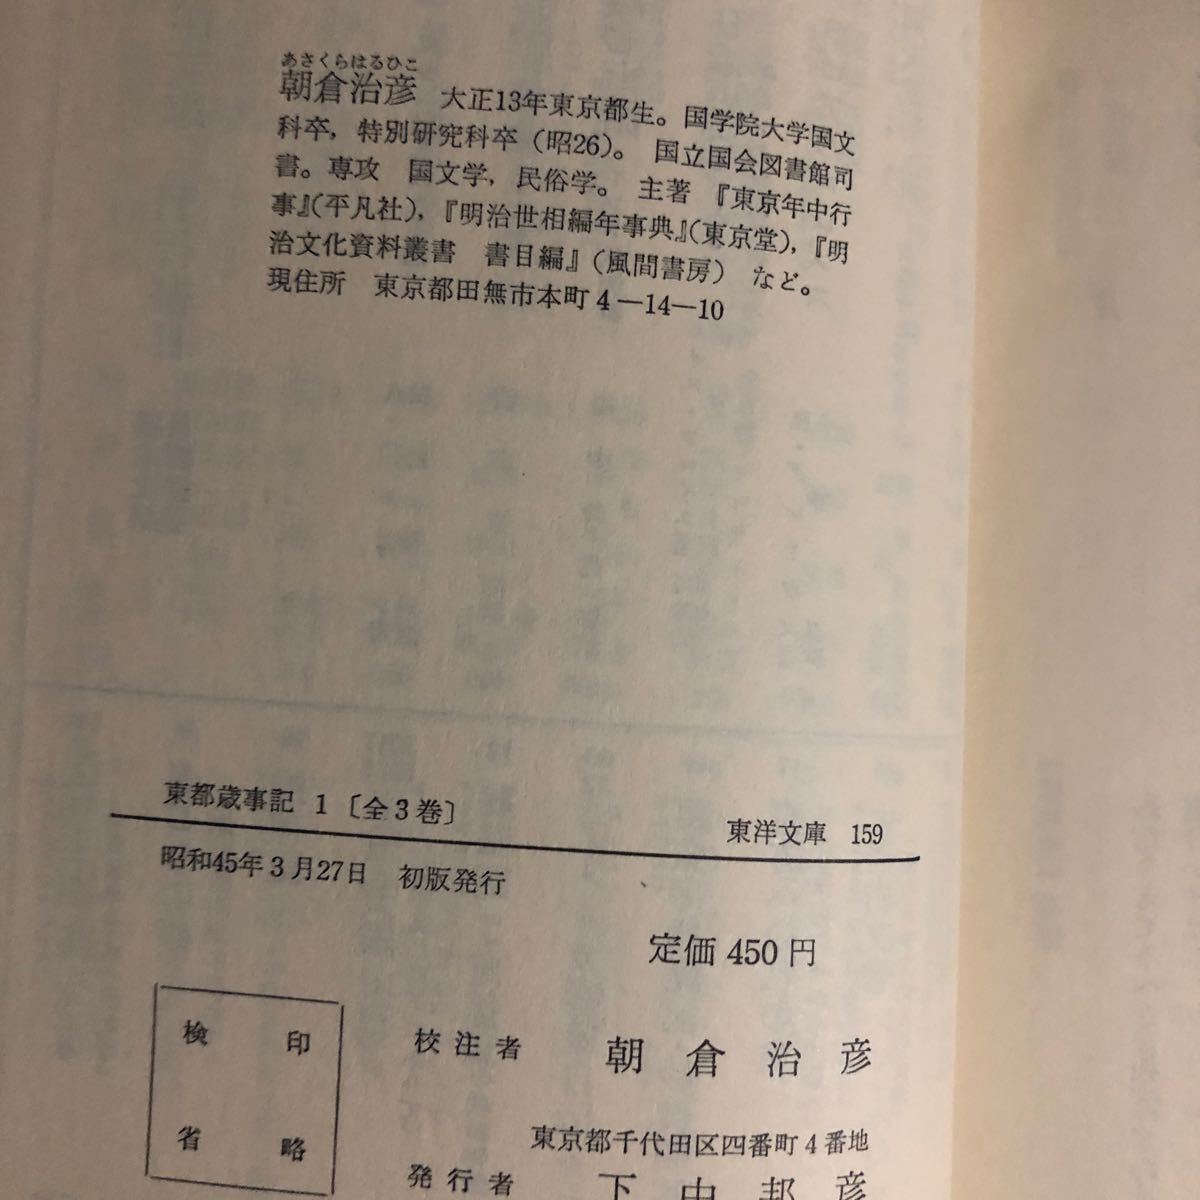 あさくらはるひこ
朝倉治彦 大正13年東京都生。国学院大学国文
科卒，特別研究科卒（昭26）。 国立国会図書館司
書。専攻 国文学，民俗学。 主著 『東京年中行
事』（平凡社），『明治世相編年事典』（東京堂），『明
治文化資料叢書 書目編』（風間書房） など。
現住所 東京都田無市本町4―14―10
東都歳事記 1〔全3巻〕 東洋文庫 159
昭和45年3月27日 初版発行
定価 450円
検印
省略
校注者 朝倉治彦
東京都千代田区四番町4番地
発行者 下中邦彦